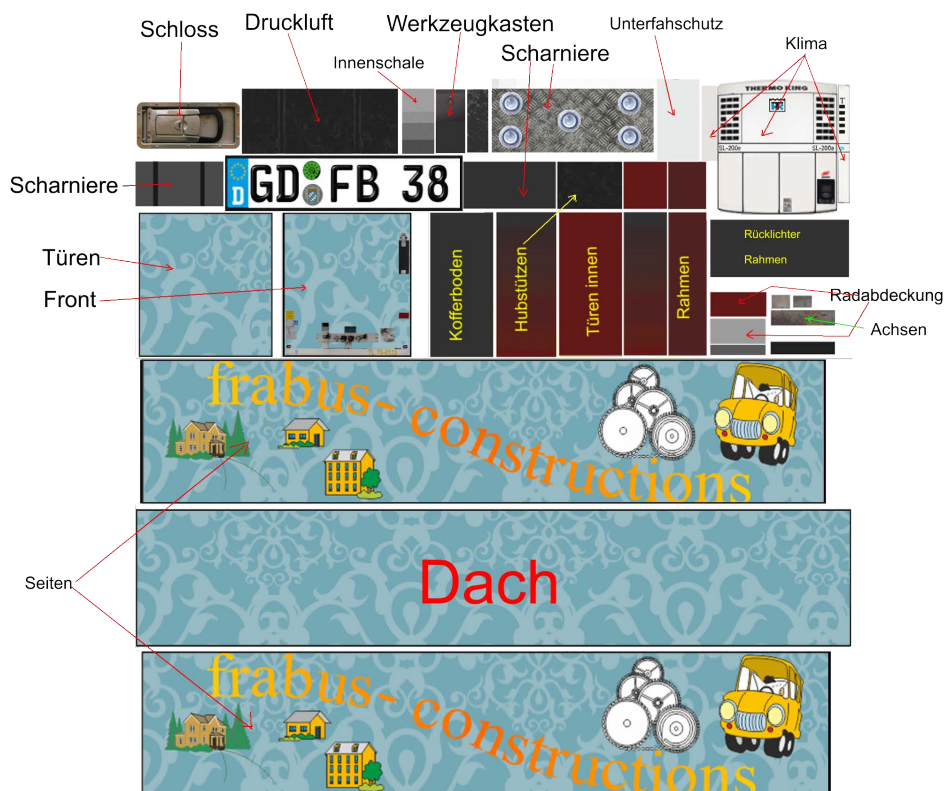 Schloss
Druckluft
Werkzeugkasten
Unterfahschutz
Innenschale
Scharniere
Klima
THERMO KING
T
SL-200e
SL-200e
Scharniere
D
GD FB 38
Türen
Front
Kofferboden
Hubstützen
Türen innen
Rahmen
Rücklichter
Rahmen
Radabdeckung
Achsen
frabus- constructions
Seiten
Dach
frabus- constructions